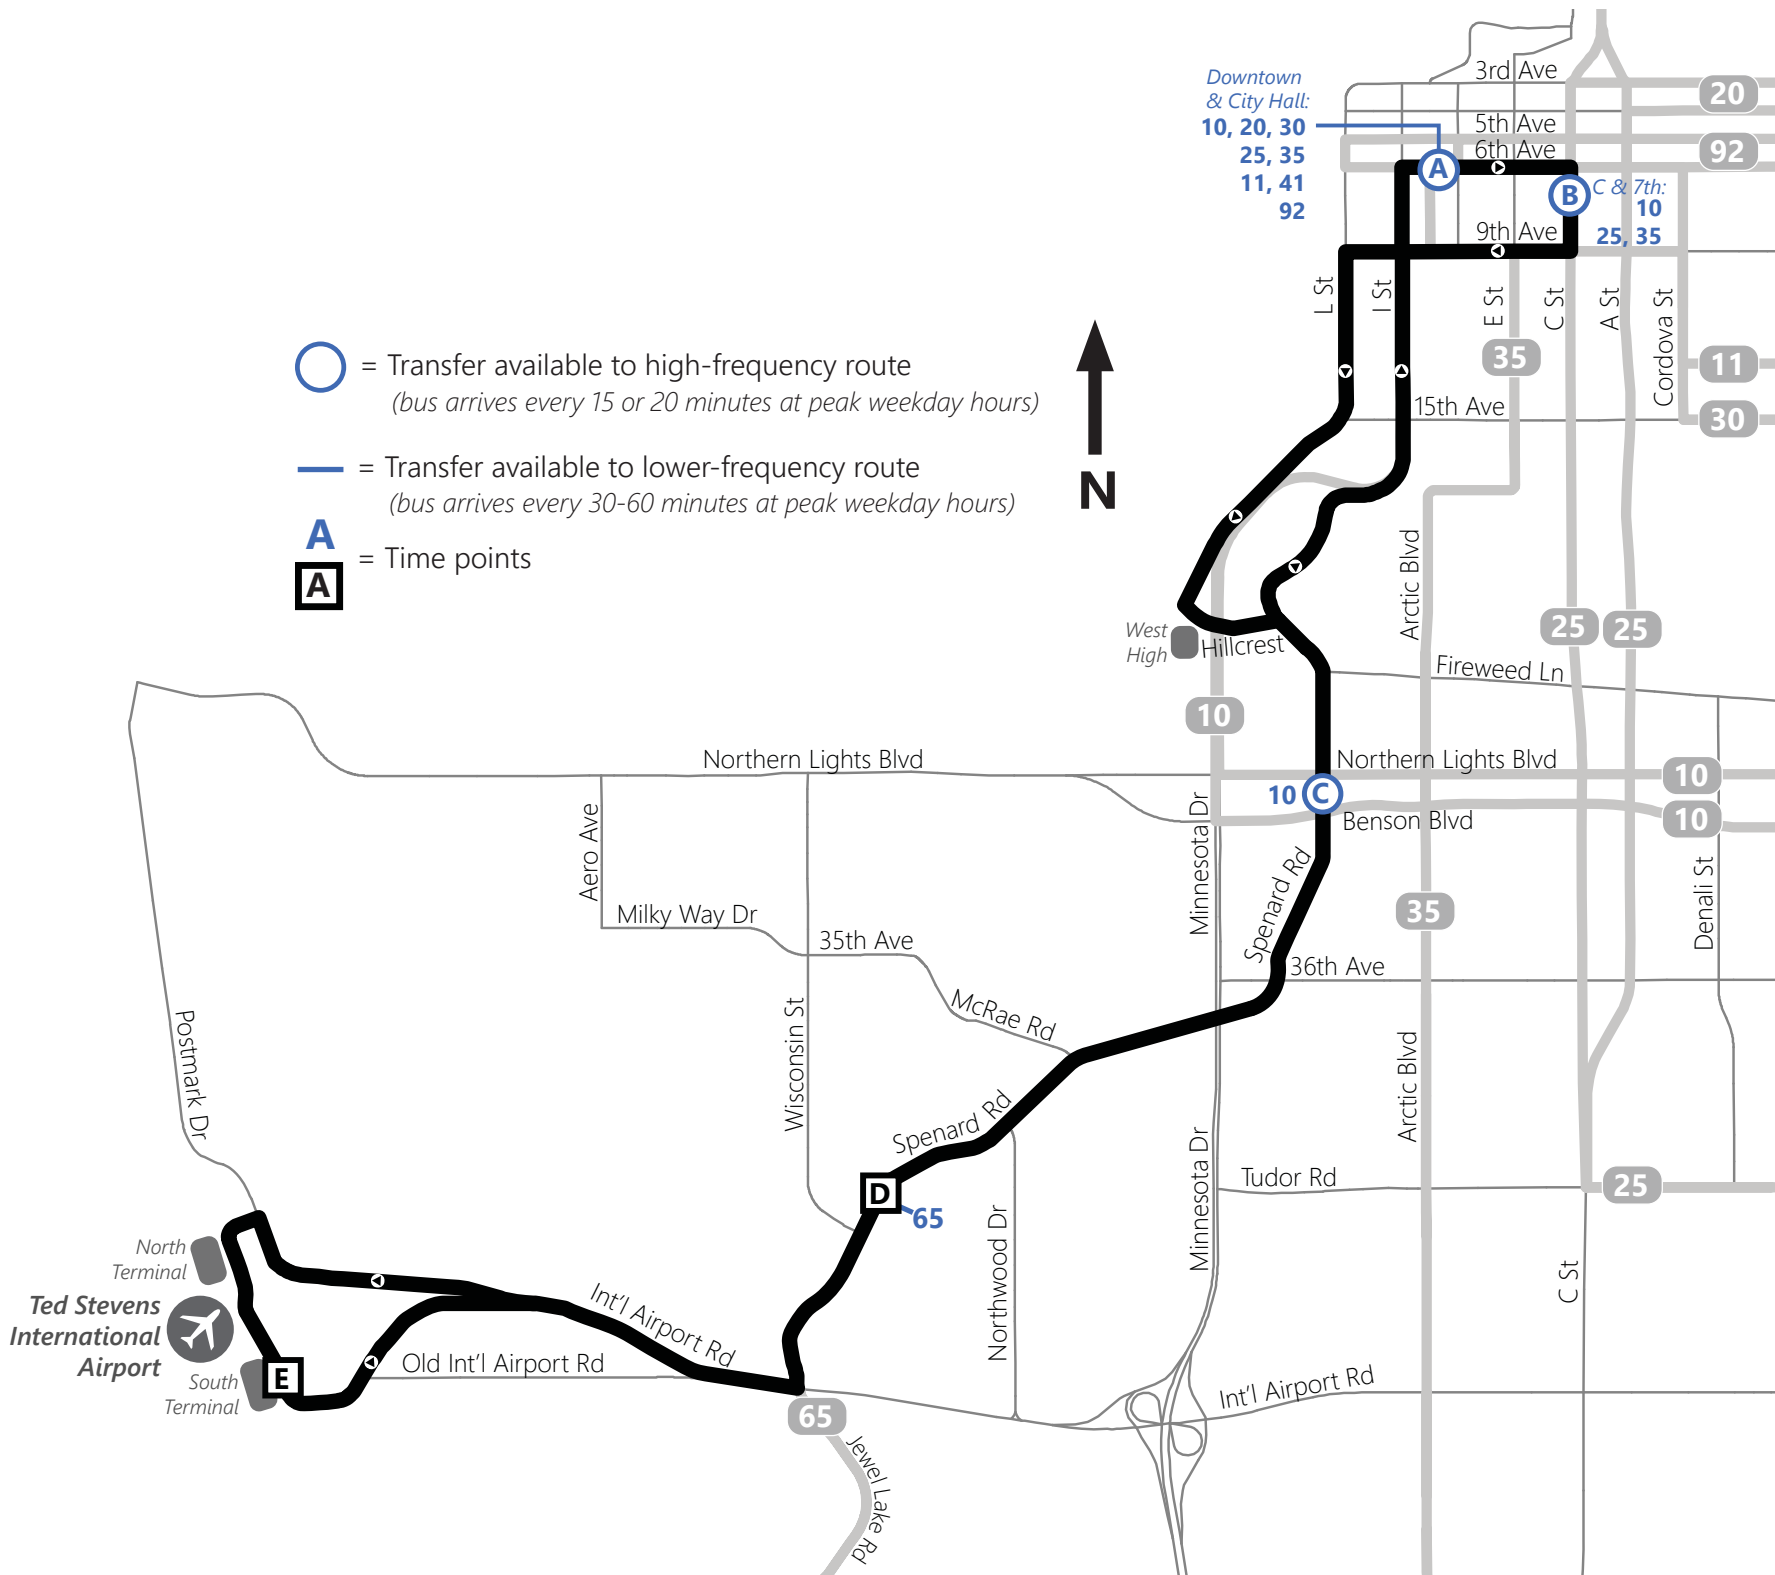 3rd Ave
Downtown
& City Hall:
10, 20, 30
25, 35
11, 41
92
20
5th Ave
6th Ave
92
A
B
C & 7th:
10
25, 35
9th Ave
L St
I St
E St
C St
A St
Cordova St
35
11
15th Ave
30
= Transfer available to high-frequency route
(bus arrives every 15 or 20 minutes at peak weekday hours)
= Transfer available to lower-frequency route
(bus arrives every 30-60 minutes at peak weekday hours)
A
A
= Time points
N
Arctic Blvd
25
25
West
High
Hillcrest
Fireweed Ln
10
Northern Lights Blvd
Northern Lights Blvd
10
10
C
Benson Blvd
10
Aero Ave
Minnesota Dr
Spenard Rd
Denali St
35
Milky Way Dr
35th Ave
36th Ave
McRae Rd
Postmark Dr
Wisconsin St
Arctic Blvd
Spenard Rd
Minnesota Dr
Tudor Rd
25
D
65
Northwood Dr
C St
North
Terminal
Ted Stevens
International
Airport
Int'l Airport Rd
Old Int'l Airport Rd
E
South
Terminal
Int'l Airport Rd
65
Jewel Lake Rd